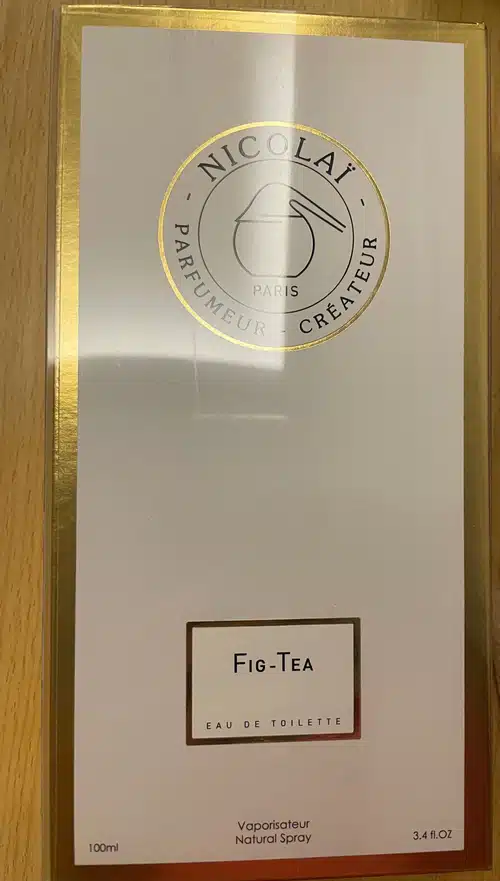 - NICOLAÏ -
PARFUMEUR - CRÉATEUR
PARIS
FIG-TEA
EAU DE TOILETTE
Vaporisateur
Natural Spray
100ml
3.4 fl.OZ